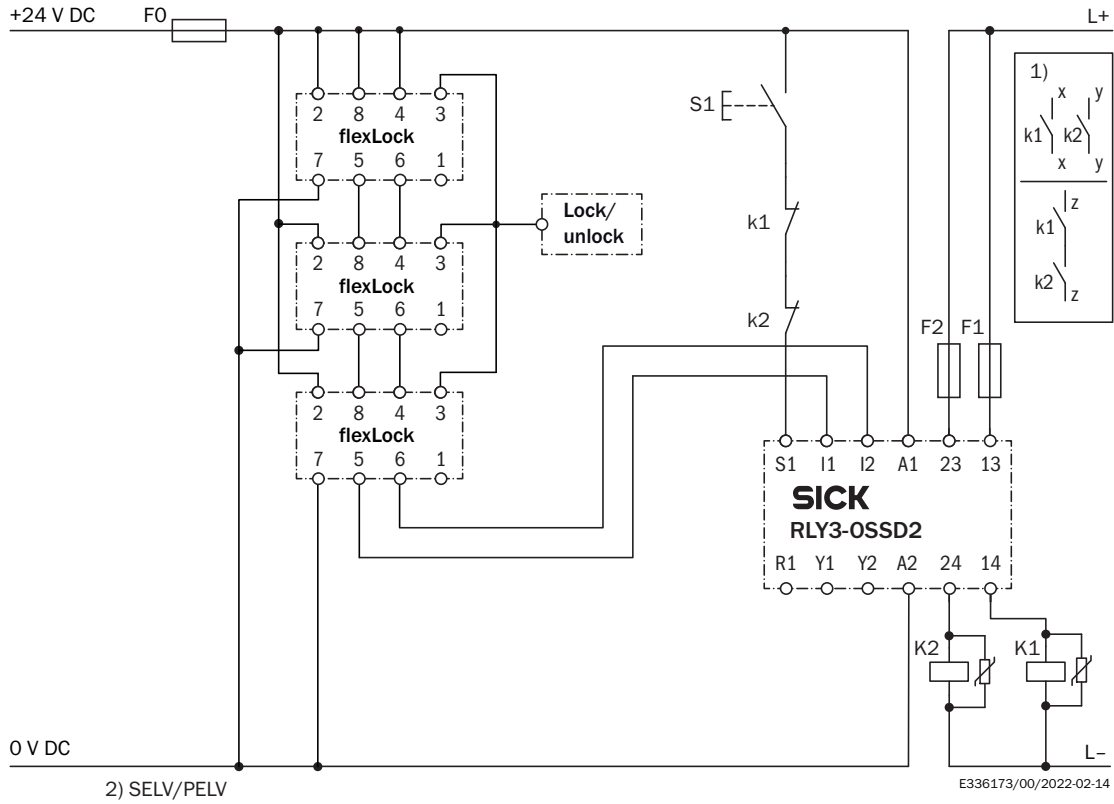 +24 V DC F0 L+
1)
x y
2 8 4 3
flexLock
7 5 6 1
S1
k1 k2
x y
Lock/
unlock
z
k1
k2
z
2 8 4 3
flexLock
7 5 6 1
k1
k2
F2 F1
2 8 4 3
flexLock
7 5 6 1
S1 I1 I2 A1 23 13
SICK
RLY3-OSSD2
R1 Y1 Y2 A2 24 14
K2 K1
0 V DC L–
2) SELV/PELV
E336173/00/2022-02-14